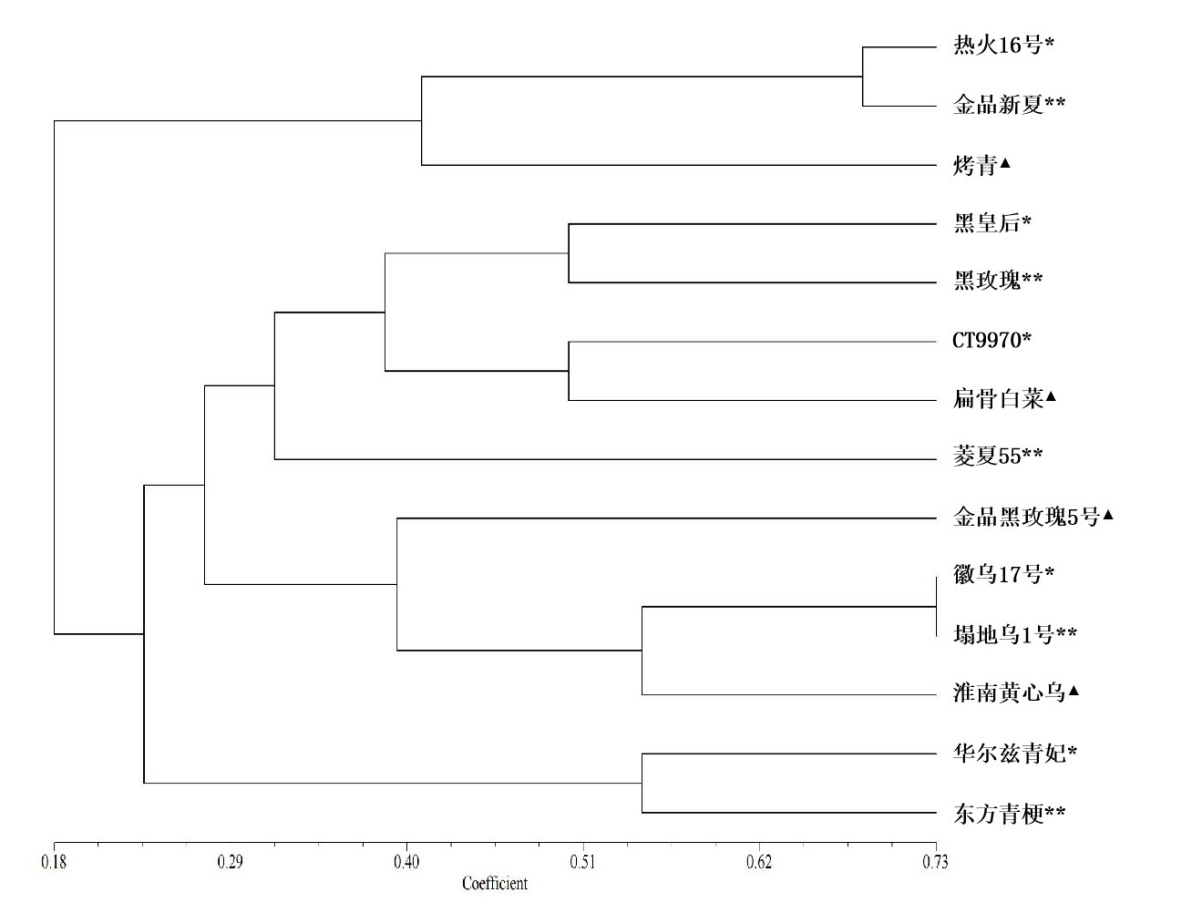 热火16号*
金品新夏**
烤青▲
黑皇后*
黑玫瑰**
CT9970*
扁骨白菜▲
菱夏55**
金品黑玫瑰5号▲
徽乌17号*
塌地乌1号**
淮南黄心乌▲
华尔兹青妃*
东方青梗**
0.18 0.29 0.40 0.51 0.62 0.73
Coefficient